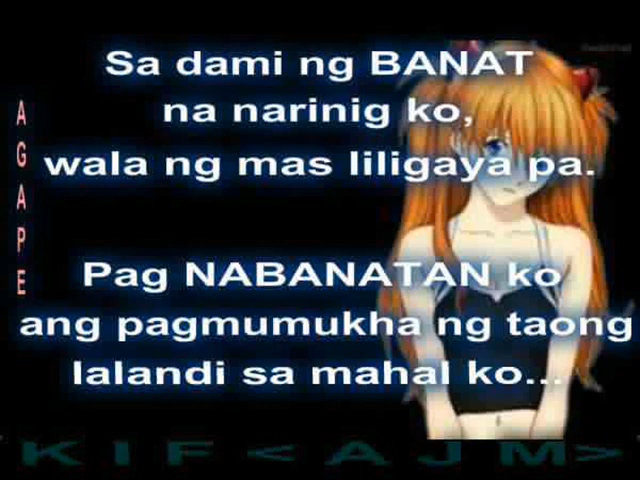 Sa dami ng BANAT
na narinig ko,
wala ng mas liligaya pa.
Pag NABANATAN ko
ang pagmumukha ng taong
lalandi sa mahal ko...
AGAPE
KIF<AJM>